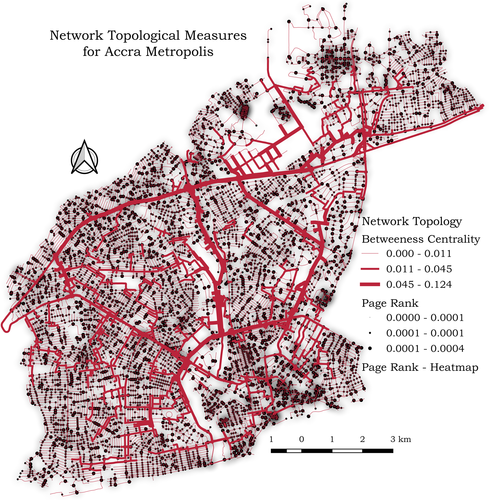 Network Topological Measures
for Accra Metropolis
Network Topology
Betweeness Centrality
0.000 - 0.011
0.011 - 0.045
0.045 - 0.124
Page Rank
0.0000 - 0.0001
0.0001 - 0.0001
0.0001 - 0.0004
Page Rank - Heatmap
1 0 1 2 3 km